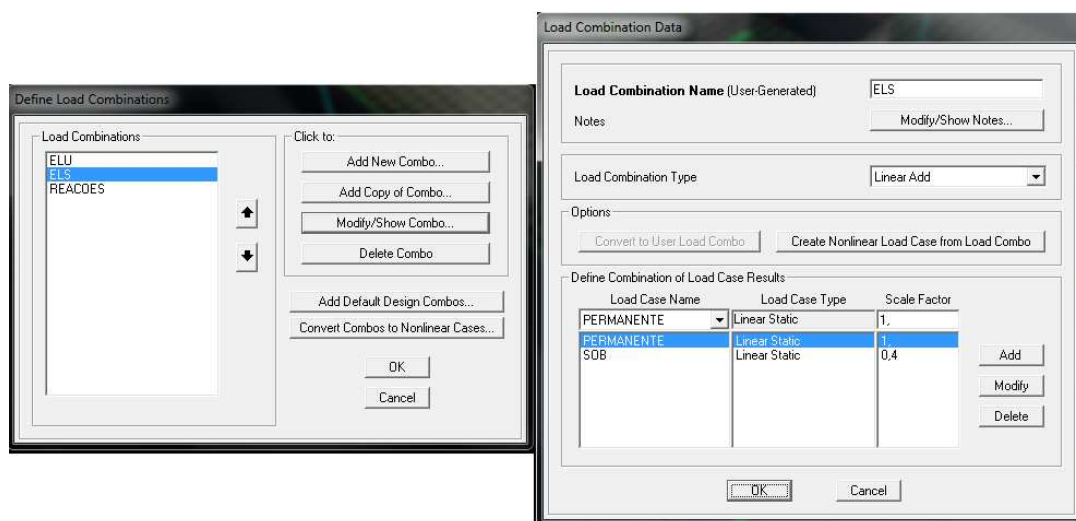 Define Load Combinations
Load Combinations
ELU
ELS
REACOES
Click to:
Add New Combo...
Add Copy of Combo...
Modify/Show Combo...
Delete Combo
Add Default Design Combos...
Convert Combos to Nonlinear Cases...
OK
Cancel
Load Combination Data
Load Combination Name (User-Generated) ELS
Notes Modify/Show Notes...
Load Combination Type Linear Add
Options
Convert to User Load Combo Create Nonlinear Load Case from Load Combo
Define Combination of Load Case Results
Load Case Name Load Case Type Scale Factor
PERMANENTE Linear Static 1,
PERMANENTE Linear Static 1,
SOB Linear Static 0,4
Add
Modify
Delete
OK Cancel